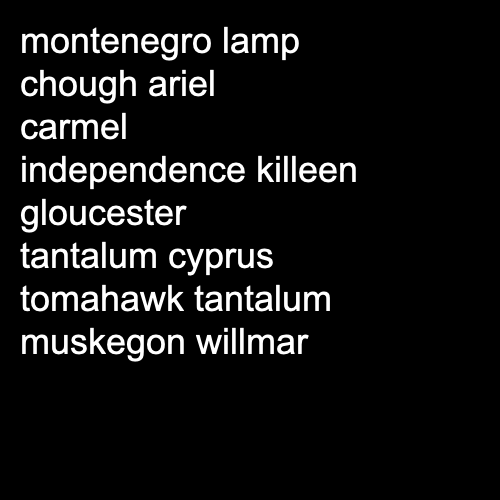 montenegro lamp
chough ariel
carmel
independence killeen
gloucester
tantalum cyprus
tomahawk tantalum
muskegon willmar